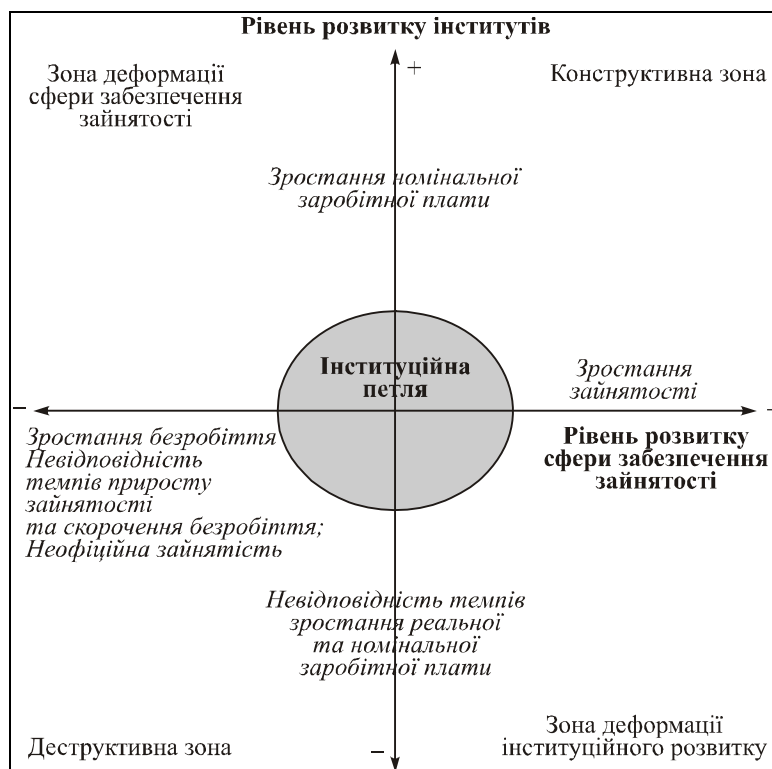 Рівень розвитку інститутів
Зона деформації
сфери забезпечення
зайнятості
+
Конструктивна зона
Зростання номінальної
заробітної плати
Інституційна
петля
Зростання
зайнятості
–
Зростання безробіття
Невідповідність
темпів приросту
зайнятості
та скорочення безробіття;
Неофіційна зайнятість
Рівень розвитку
сфери забезпечення
зайнятості
Невідповідність темпів
зростання реальної
та номінальної
заробітної плати
Деструктивна зона
–
Зона деформації
інституційного розвитку